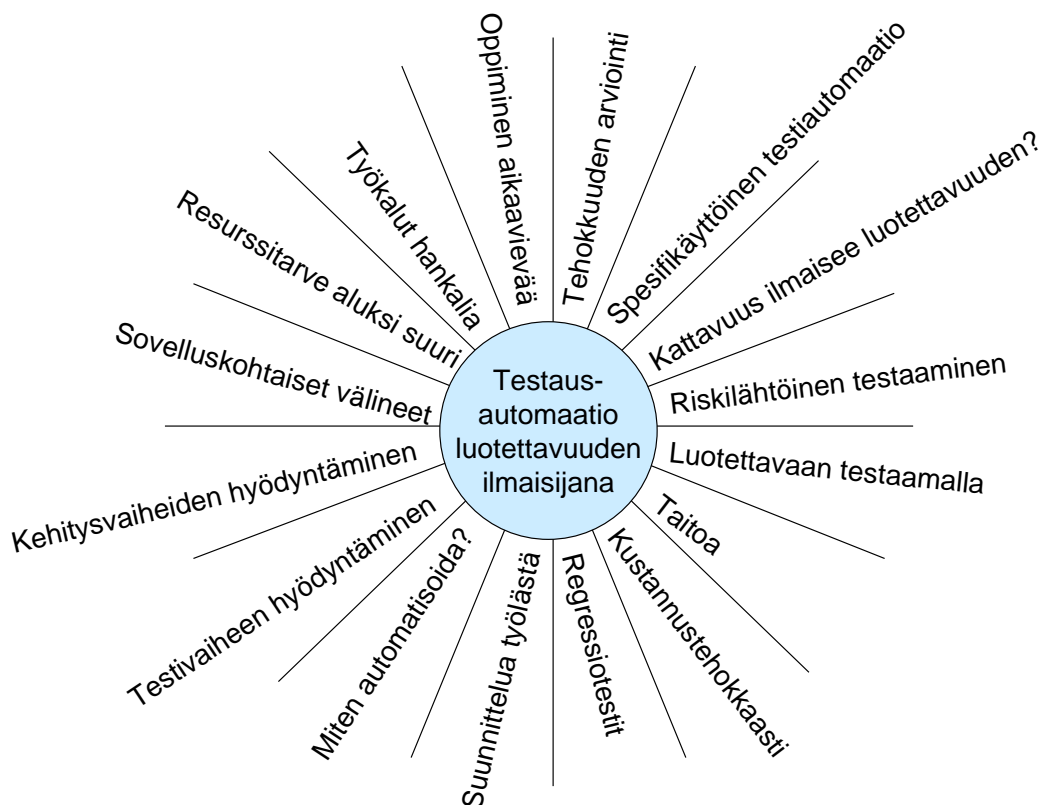 Oppiminen aikaavievää
Tehokkuuden arviointi
Spesifikäyttöinen testiautomaatio
Kattavuus ilmaisee luotettavuuden?
Riskilähtöinen testaaminen
Luotettavaan testaamalla
Taitoa
Kustannustehokkaasti
Regressiotestit
Suunnittelua työlästä
Miten automatisoida?
Testivaiheen hyödyntäminen
Kehitysvaiheiden hyödyntäminen
Sovelluskohtaiset välineet
Resurssitarve aluksi suuri
Työkalut hankalia
Testaus-
automaatio
luotettavuuden
ilmaisijana